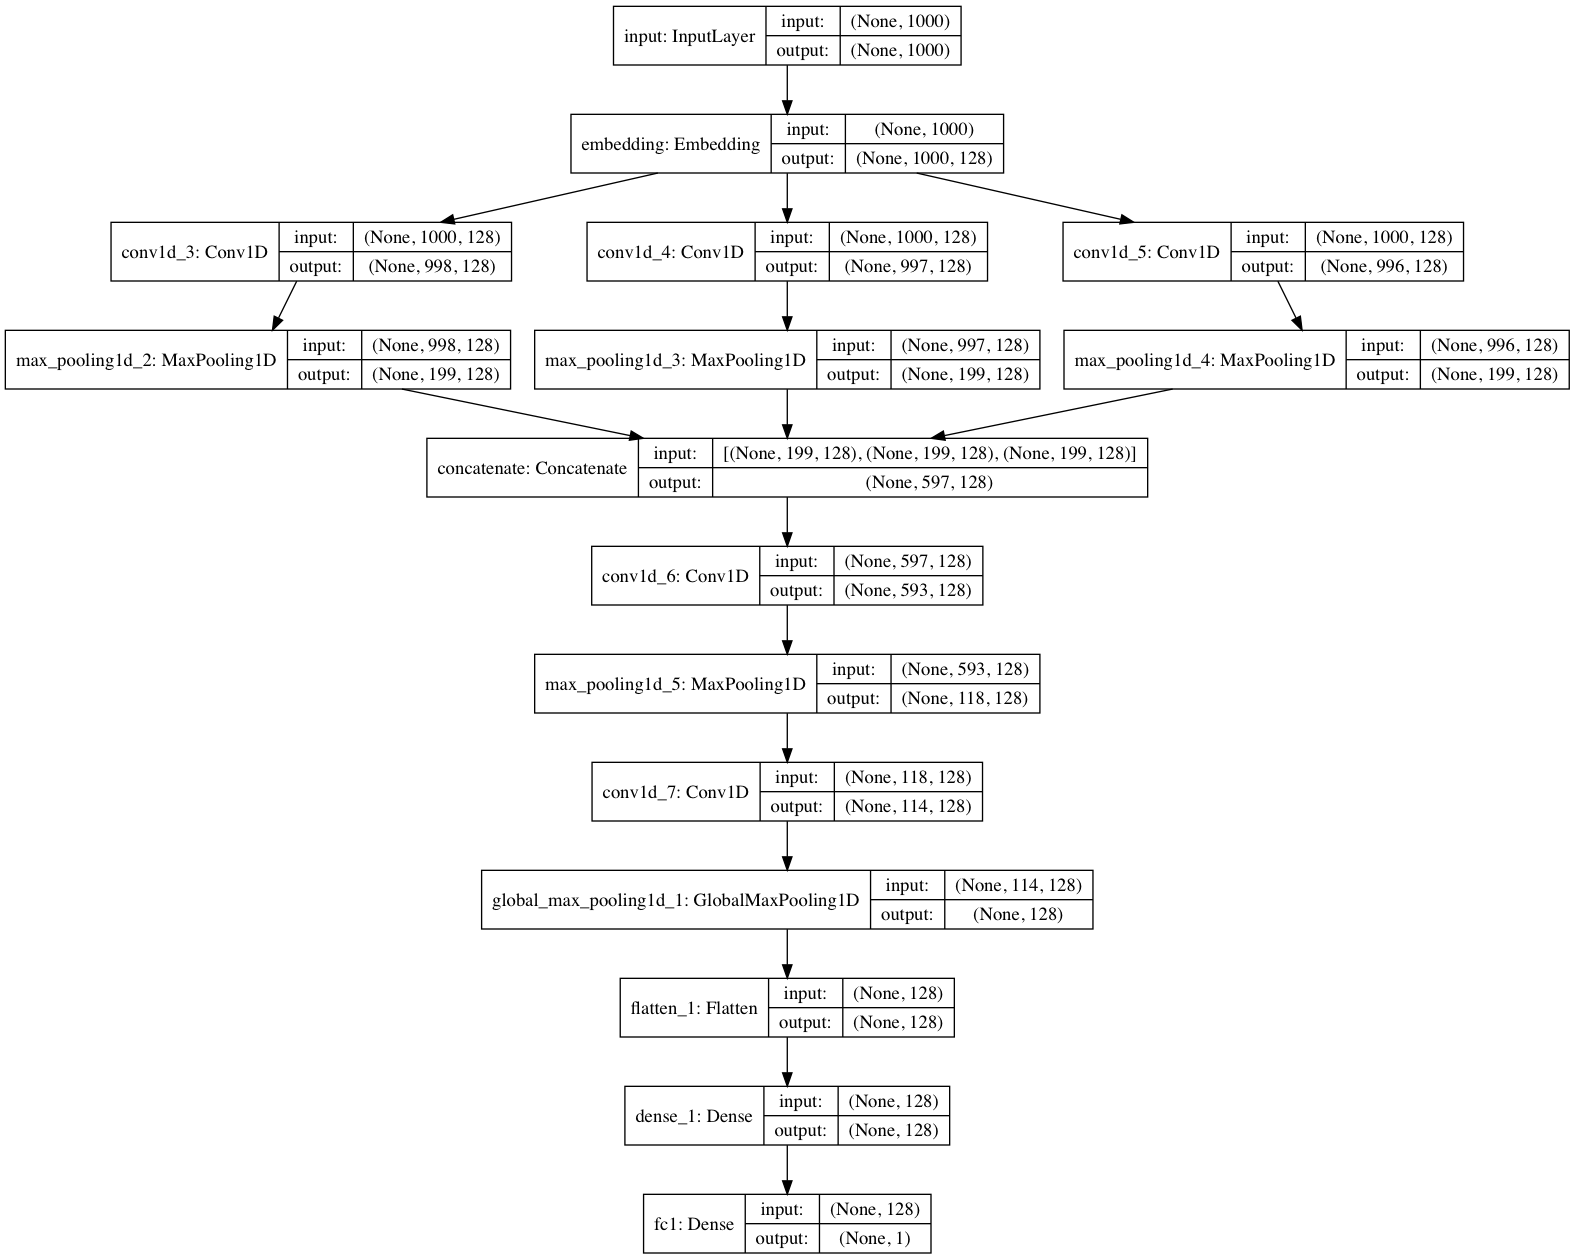 input: InputLayer
input: (None, 1000)
output: (None, 1000)
embedding: Embedding
input: (None, 1000)
output: (None, 1000, 128)
conv1d_3: Conv1D
input: (None, 1000, 128)
output: (None, 998, 128)
conv1d_4: Conv1D
input: (None, 1000, 128)
output: (None, 997, 128)
conv1d_5: Conv1D
input: (None, 1000, 128)
output: (None, 996, 128)
max_pooling1d_2: MaxPooling1D
input: (None, 998, 128)
output: (None, 199, 128)
max_pooling1d_3: MaxPooling1D
input: (None, 997, 128)
output: (None, 199, 128)
max_pooling1d_4: MaxPooling1D
input: (None, 996, 128)
output: (None, 199, 128)
concatenate: Concatenate
input: [(None, 199, 128), (None, 199, 128), (None, 199, 128)]
output: (None, 597, 128)
conv1d_6: Conv1D
input: (None, 597, 128)
output: (None, 593, 128)
max_pooling1d_5: MaxPooling1D
input: (None, 593, 128)
output: (None, 118, 128)
conv1d_7: Conv1D
input: (None, 118, 128)
output: (None, 114, 128)
global_max_pooling1d_1: GlobalMaxPooling1D
input: (None, 114, 128)
output: (None, 128)
flatten_1: Flatten
input: (None, 128)
output: (None, 128)
dense_1: Dense
input: (None, 128)
output: (None, 128)
fc1: Dense
input: (None, 128)
output: (None, 1)